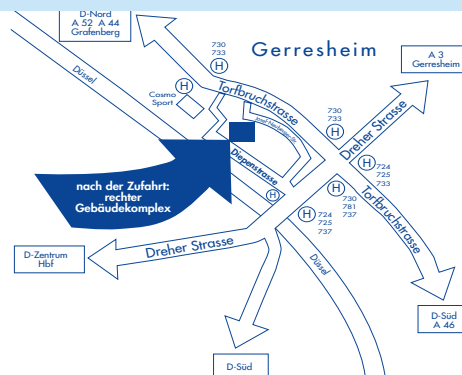 D-Nord
A 52 A 44
Grafenberg
730
733
H
Gerresheim
A 3
Gerresheim
Düssel
H
Cosmo
Sport
Torfbruchstrasse
730
733
H
Dreher Strasse
Diepenstrasse
nach der Zufahrt:
rechter
Gebäudekomplex
H
H
724
725
733
H
730
781
737
H
724
725
737
Torfbruchstrasse
Dreher Strasse
D-Zentrum
Hbf
Düssel
D-Süd
A 46
D-Süd